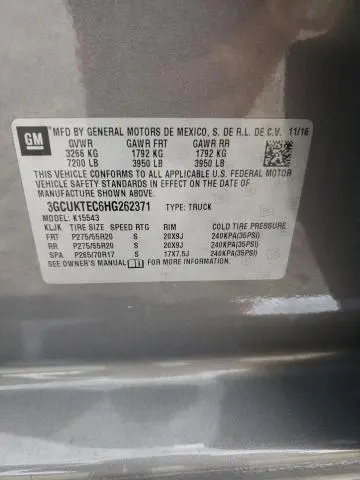 GM
MFD BY GENERAL MOTORS DE MEXICO, S. DE R.L. DE C.V. 11/16
GVWR GAWR FRT GAWR RR
3266 KG 1792 KG 1792 KG
7200 LB 3950 LB 3950 LB
THIS VEHICLE CONFORMS TO ALL APPLICABLE U.S. FEDERAL MOTOR
VEHICLE SAFETY STANDARDS IN EFFECT ON THE DATE OF
MANUFACTURE SHOWN ABOVE.
3GCUKTEC6HG262371 TYPE: TRUCK
MODEL: K15543
KLJK TIRE SIZE SPEED RTG RIM COLD TIRE PRESSURE
FRT P275/55R20 S 20X9J 240KPA(35PSI)
RR P275/55R20 S 20X9J 240KPA(35PSI)
SPA P265/70R17 S 17X7.5J 240KPA(35PSI)
SEE OWNER'S MANUAL FOR MORE INFORMATION.